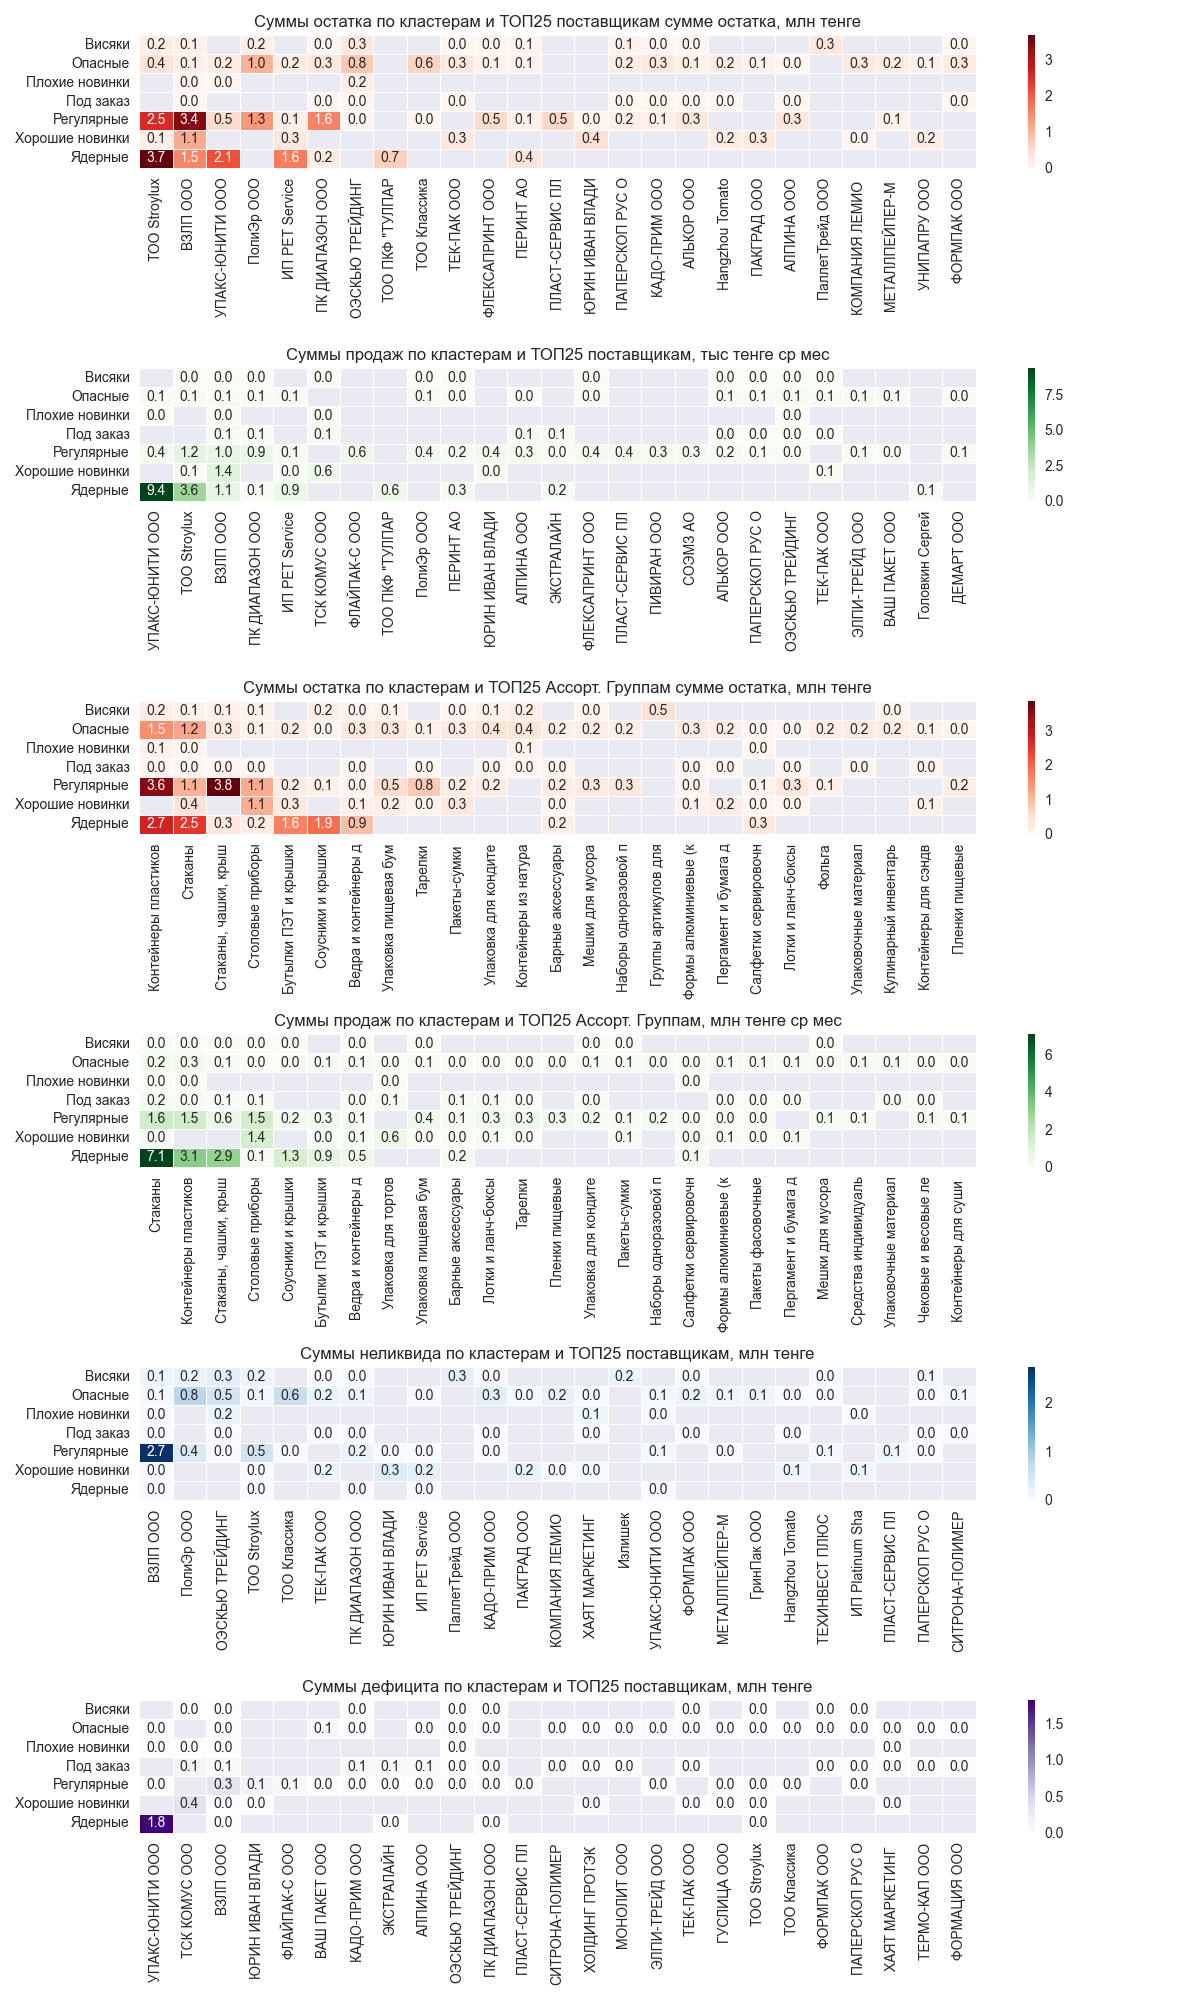 Суммы остатка по кластерам и ТОП25 поставщикам сумме остатка, млн тенге
Висяки 0.2 0.1 0.2 0.0 0.3 0.0 0.0 0.1 0.1 0.0 0.0 0.3 0.0
Опасные 0.4 0.1 0.2 1.0 0.2 0.3 0.8 0.6 0.3 0.1 0.1 0.2 0.3 0.1 0.2 0.1 0.0 0.3 0.2 0.1 0.3
Плохие новинки 0.0 0.0 0.2
Под заказ 0.0 0.0 0.0 0.0 0.0 0.0 0.0 0.0 0.0 0.0
Регулярные 2.5 3.4 0.5 1.3 0.1 1.6 0.0 0.0 0.5 0.1 0.5 0.0 0.2 0.1 0.3 0.3 0.1
Хорошие новинки 0.1 1.1 0.3 0.3 0.4 0.2 0.3 0.0 0.2
Ядерные 3.7 1.5 2.1 1.6 0.2 0.7 0.4
3
2
1
0
ТОО Stroylux
ВЗЛП ООО
УПАКС-ЮНИТИ ООО
ПолиЭр ООО
ИП РЕТ Service
ПК ДИАПАЗОН ООО
ОЭСКЬЮ ТРЕЙДИНГ
ТОО ПКФ "ТУЛПАР
ТОО Классика
ТЕК-ПАК ООО
ФЛЕКСАПРИНТ ООО
ПЕРИНТ АО
ПЛАСТ-СЕРВИС ПЛ
ЮРИН ИВАН ВЛАДИ
ПАПЕРСКОП РУС О
КАДО-ПРИМ ООО
АЛЬКОР ООО
Hangzhou Tomato
ПАКГРАД ООО
АЛПИНА ООО
ПаллетТрейд ООО
КОМПАНИЯ ЛЕМИО
МЕТАЛЛПЕЙПЕР-М
УНИПАПРУ ООО
ФОРМПАК ООО
Суммы продаж по кластерам и ТОП25 поставщикам, тыс тенге ср мес
Висяки 0.0 0.0 0.0 0.0 0.0 0.0 0.0 0.0 0.0 0.0 0.0
Опасные 0.1 0.1 0.1 0.1 0.1 0.1 0.0 0.0 0.0 0.1 0.1 0.1 0.1 0.1 0.1 0.0
Плохие новинки 0.0 0.0 0.0 0.0
Под заказ 0.1 0.1 0.1 0.1 0.1 0.0 0.0 0.0 0.0
Регулярные 0.4 1.2 1.0 0.9 0.1 0.6 0.4 0.2 0.4 0.3 0.0 0.4 0.4 0.3 0.3 0.2 0.1 0.0 0.1 0.0 0.1
Хорошие новинки 0.1 1.4 0.0 0.6 0.0 0.1
Ядерные 9.4 3.6 1.1 0.1 0.9 0.6 0.3 0.2 0.1
7.5
5.0
2.5
0.0
УПАКС-ЮНИТИ ООО
ТОО Stroylux
ВЗЛП ООО
ПК ДИАПАЗОН ООО
ИП РЕТ Service
ТСК КОМУС ООО
ФЛАЙПАК-С ООО
ТОО ПКФ "ТУЛПАР
ПолиЭр ООО
ПЕРИНТ АО
ЮРИН ИВАН ВЛАДИ
АЛПИНА ООО
ЭКСТРАЛАЙН
ФЛЕКСАПРИНТ ООО
ПЛАСТ-СЕРВИС ПЛ
ПИВИРАН ООО
СОЭМЗ АО
АЛЬКОР ООО
ПАПЕРСКОП РУС О
ОЭСКЬЮ ТРЕЙДИНГ
ТЕК-ПАК ООО
ЭЛПИ-ТРЕЙД ООО
ВАШ ПАКЕТ ООО
Головкин Сергей
ДЕМАРТ ООО
Суммы остатка по кластерам и ТОП25 Ассорт. Группам сумме остатка, млн тенге
Висяки 0.2 0.1 0.1 0.1 0.2 0.0 0.1 0.0 0.1 0.2 0.0 0.5 0.0
Опасные 1.5 1.2 0.3 0.1 0.2 0.0 0.3 0.3 0.1 0.3 0.4 0.4 0.2 0.2 0.2 0.3 0.2 0.0 0.0 0.2 0.2 0.2 0.1 0.0
Плохие новинки 0.1 0.0 0.1 0.0
Под заказ 0.0 0.0 0.0 0.0 0.0 0.0 0.0 0.0 0.0 0.0 0.0 0.0 0.0 0.0
Регулярные 3.6 1.1 3.8 1.1 0.2 0.1 0.0 0.5 0.8 0.2 0.2 0.2 0.3 0.3 0.1 0.3 0.1 0.2
Хорошие новинки 0.4 1.1 0.3 0.1 0.2 0.0 0.3 0.0 0.1 0.2 0.0 0.0 0.1
Ядерные 2.7 2.5 0.3 0.2 1.6 1.9 0.9 0.2 0.3
3
2
1
0
Контейнеры пластиков
Стаканы
Стаканы, чашки, крыш
Столовые приборы
Бутылки ПЭТ и крышки
Соусники и крышки
Ведра и контейнеры д
Упаковка пищевая бум
Тарелки
Пакеты-сумки
Упаковка для кондите
Контейнеры из натура
Барные аксессуары
Мешки для мусора
Наборы одноразовой п
Группы артикулов для
Формы алюминиевые (к
Пергамент и бумага д
Салфетки сервировочн
Лотки и ланч-боксы
Фольга
Упаковочные материал
Кулинарный инвентарь
Контейнеры для сэндв
Пленки пищевые
Суммы продаж по кластерам и ТОП25 Ассорт. Группам, млн тенге ср мес
Висяки 0.0 0.0 0.0 0.0 0.0 0.0 0.0 0.0 0.0 0.0
Опасные 0.2 0.3 0.1 0.0 0.0 0.1 0.1 0.0 0.1 0.0 0.0 0.0 0.0 0.1 0.1 0.0 0.0 0.1 0.1 0.1 0.0 0.1 0.1 0.0 0.0
Плохие новинки 0.0 0.0 0.0 0.0
Под заказ 0.2 0.0 0.1 0.1 0.0 0.1 0.1 0.1 0.0 0.0 0.0 0.0 0.0 0.0 0.0
Регулярные 1.6 1.5 0.6 1.5 0.2 0.3 0.1 0.4 0.1 0.3 0.3 0.3 0.2 0.1 0.2 0.0 0.0 0.0 0.1 0.1 0.1 0.1
Хорошие новинки 0.0 1.4 0.0 0.1 0.6 0.0 0.0 0.1 0.0 0.1 0.0 0.1 0.0 0.1
Ядерные 7.1 3.1 2.9 0.1 1.3 0.9 0.5 0.2 0.1
6
4
2
0
Стаканы
Контейнеры пластиков
Стаканы, чашки, крыш
Столовые приборы
Соусники и крышки
Бутылки ПЭТ и крышки
Ведра и контейнеры д
Упаковка для тортов
Упаковка пищевая бум
Барные аксессуары
Лотки и ланч-боксы
Тарелки
Пленки пищевые
Упаковка для кондите
Пакеты-сумки
Наборы одноразовой п
Салфетки сервировочн
Формы алюминиевые (к
Пакеты фасовочные
Пергамент и бумага д
Мешки для мусора
Средства индивидуаль
Упаковочные материал
Чековые и весовые ле
Контейнеры для суши
Суммы неликвида по кластерам и ТОП25 поставщикам, млн тенге
Висяки 0.1 0.2 0.3 0.2 0.0 0.0 0.3 0.0 0.2 0.0 0.0 0.1
Опасные 0.1 0.8 0.5 0.1 0.6 0.2 0.1 0.0 0.3 0.0 0.2 0.0 0.1 0.2 0.1 0.1 0.0 0.0 0.0 0.1
Плохие новинки 0.0 0.2 0.1 0.0 0.0
Под заказ 0.0 0.0 0.0 0.0 0.0 0.0 0.0 0.0 0.0 0.0
Регулярные 2.7 0.4 0.0 0.5 0.0 0.2 0.0 0.0 0.0 0.1 0.0 0.1 0.1 0.0
Хорошие новинки 0.0 0.0 0.2 0.3 0.2 0.2 0.0 0.0 0.1 0.1
Ядерные 0.0 0.0 0.0 0.0 0.0
2
1
0
ВЗЛП ООО
ПолиЭр ООО
ОЭСКЬЮ ТРЕЙДИНГ
ТОО Stroylux
ТОО Классика
ТЕК-ПАК ООО
ПК ДИАПАЗОН ООО
ЮРИН ИВАН ВЛАДИ
ИП РЕТ Service
ПаллетТрейд ООО
КАДО-ПРИМ ООО
ПАКГРАД ООО
КОМПАНИЯ ЛЕМИО
ХАЯТ МАРКЕТИНГ
Излишек
УПАКС-ЮНИТИ ООО
ФОРМПАК ООО
МЕТАЛЛПЕЙПЕР-М
ГринПак ООО
Hangzhou Tomato
ТЕХИНВЕСТ ПЛЮС
ИП Platinum Sha
ПЛАСТ-СЕРВИС ПЛ
ПАПЕРСКОП РУС О
СИТРОНА-ПОЛИМЕР
Суммы дефицита по кластерам и ТОП25 поставщикам, млн тенге
Висяки 0.0 0.0 0.0 0.0 0.0 0.0 0.0 0.0 0.0
Опасные 0.0 0.0 0.1 0.0 0.0 0.0 0.0 0.0 0.0 0.0 0.0 0.0 0.0 0.0 0.0 0.0 0.0 0.0 0.0 0.0
Плохие новинки 0.0 0.0 0.0 0.0 0.0
Под заказ 0.1 0.1 0.1 0.1 0.1 0.0 0.0 0.0 0.0 0.0 0.0 0.0 0.0 0.0 0.0 0.0
Регулярные 0.0 0.3 0.1 0.1 0.0 0.0 0.0 0.0 0.0 0.0 0.0 0.0 0.0 0.0 0.0 0.0
Хорошие новинки 0.4 0.0 0.0 0.0 0.0 0.0 0.0 0.0
Ядерные 1.8 0.0 0.0 0.0 0.0
1.5
1.0
0.5
0.0
УПАКС-ЮНИТИ ООО
ТСК КОМУС ООО
ВЗЛП ООО
ЮРИН ИВАН ВЛАДИ
ФЛАЙПАК-С ООО
ВАШ ПАКЕТ ООО
КАДО-ПРИМ ООО
ЭКСТРАЛАЙН
АЛПИНА ООО
ОЭСКЬЮ ТРЕЙДИНГ
ПК ДИАПАЗОН ООО
ПЛАСТ-СЕРВИС ПЛ
СИТРОНА-ПОЛИМЕР
ХОЛДИНГ ПРОТЭК
МОНОЛИТ ООО
ЭЛПИ-ТРЕЙД ООО
ТЕК-ПАК ООО
ГУСЛИЦА ООО
ТОО Stroylux
ТОО Классика
ФОРМПАК ООО
ПАПЕРСКОП РУС О
ХАЯТ МАРКЕТИНГ
ТЕРМО-КАП ООО
ФОРМАЦИЯ ООО